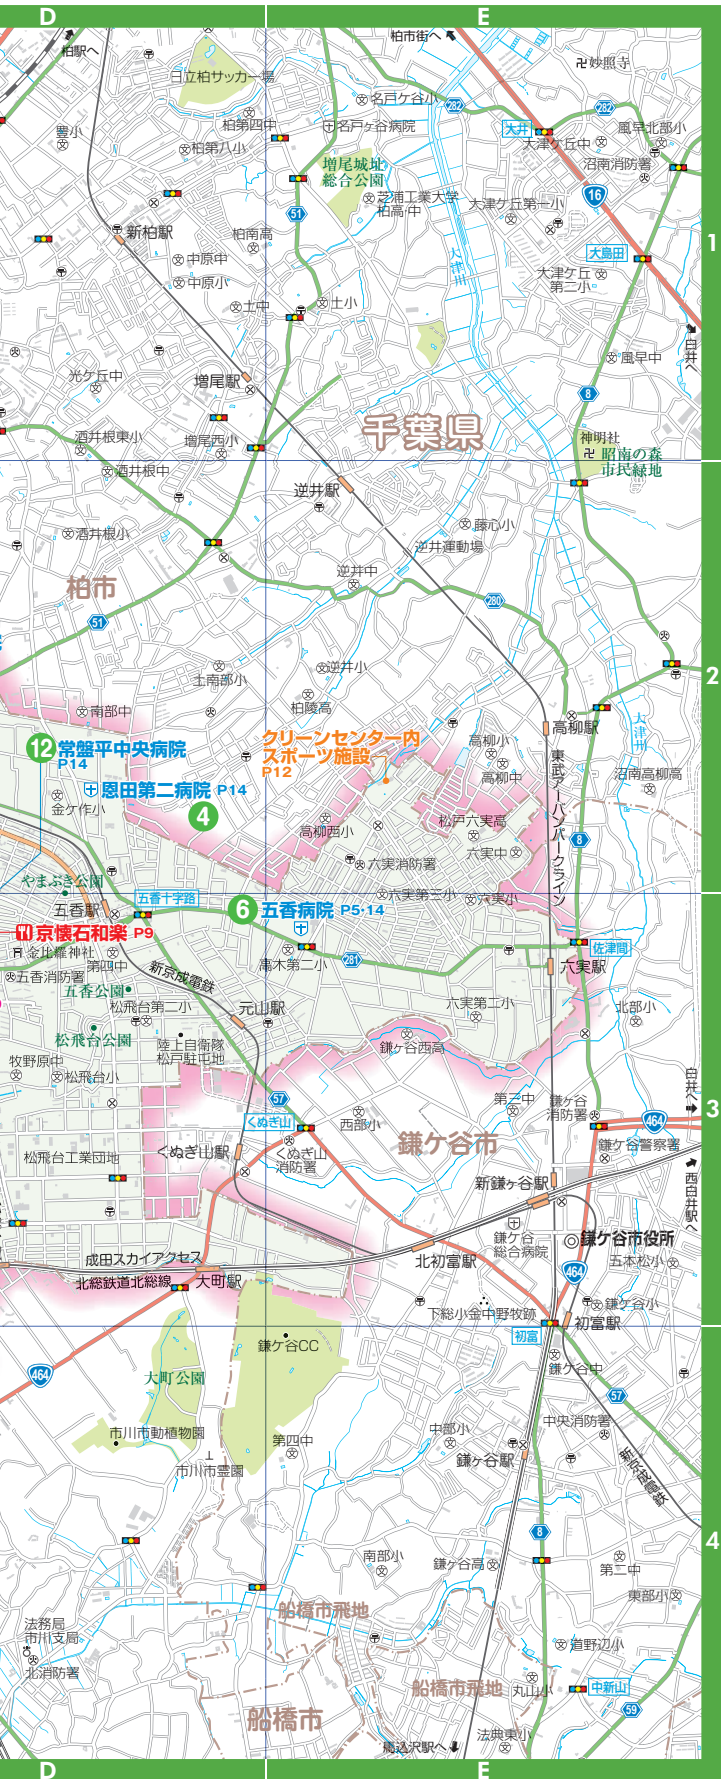 D
E
柏駅へ
柏市街へ
卍妙照寺
日立柏サッカー場
名戸ケ谷小
282
282
柏第四中
名戸ヶ谷病院
大井
風早北部小
豊小
柏第八小
大津ケ丘中
沼南消防署
増尾城址
総合公園
芝浦工業大学
柏高・中
16
大津ケ丘第一小
51
新柏駅
柏南高
大島田
1
中原中
大津川
大津ケ丘
第二小
中原小
土中
土小
白井へ
風早中
光ケ丘中
増尾駅
8
千葉県
酒井根東小
増尾西小
神明社
昭南の森
市民緑地
酒井根中
逆井駅
藤心小
酒井根小
逆井運動場
逆井中
柏市
280
51
土南部小
逆井小
2
柏陵高
南部中
大津川
高柳駅
クリーンセンター内
スポーツ施設
P12
高柳小
12
常盤平中央病院
P14
高柳中
沼南高柳高
恩田第二病院 P14
4
金ケ作小
東武アーバンパークライン
高柳西小
松戸六実高
8
六実中
六実消防署
やまぶき公園
五香十字路
六実第三小
六実小
五香駅
6
五香病院 P5・14
京懐石和楽 P9
佐津間
金比羅神社
第四中
高木第二小
281
六実駅
五香消防署
新京成電鉄
五香公園
松飛台第二小
元山駅
六実第二小
北部小
松飛台公園
陸上自衛隊
松戸駐屯地
鎌ケ谷西高
牧野原中
松飛台小
白井へ
57
第三中
鎌ケ谷
消防署
3
くぬぎ山
西部小
464
松飛台工業団地
くぬぎ山駅
くぬぎ山
消防署
鎌ケ谷市
鎌ケ谷警察署
新鎌ヶ谷駅
西白井駅へ
鎌ケ谷
総合病院
鎌ケ谷市役所
成田スカイアクセス
北初富駅
五本松小
北総鉄道北総線
大町駅
464
鎌ケ谷小
下総小金中野牧跡
初富駅
初富
鎌ケ谷CC
464
大町公園
鎌ケ谷中
57
市川市動植物園
第四中
中部小
中央消防署
市川市霊園
鎌ヶ谷駅
新京成電鉄
8
4
南部小
鎌ケ谷高
第二中
東部小
船橋市飛地
法務局
市川支局
道野辺小
北消防署
船橋市飛地
丸山小
中新山
59
船橋市
法典東小
馬込沢駅へ
D
E